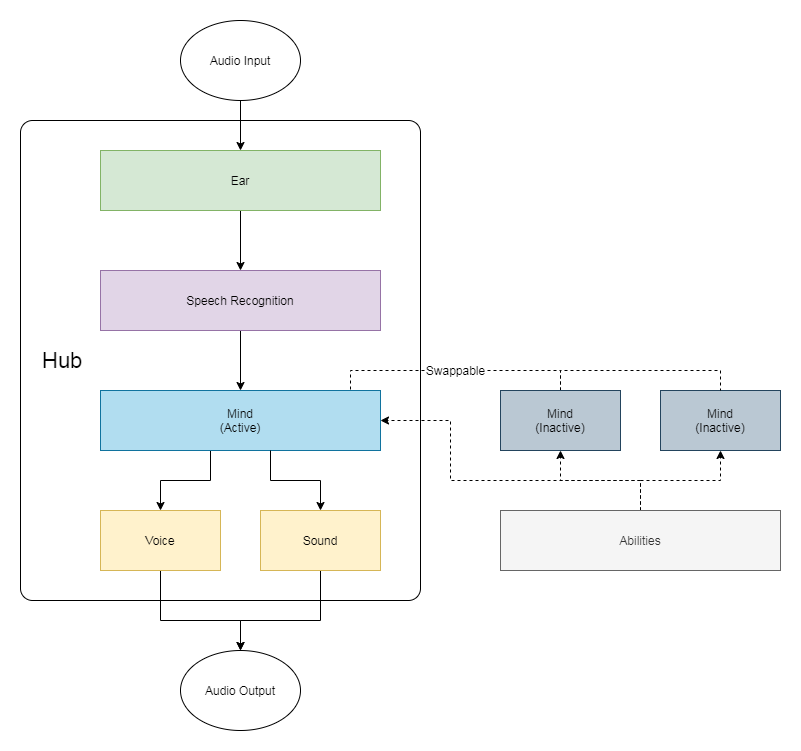 Audio Input
Ear
Speech Recognition
Hub
Swappable
Mind
(Active)
Mind
(Inactive)
Mind
(Inactive)
Voice
Sound
Abilities
Audio Output